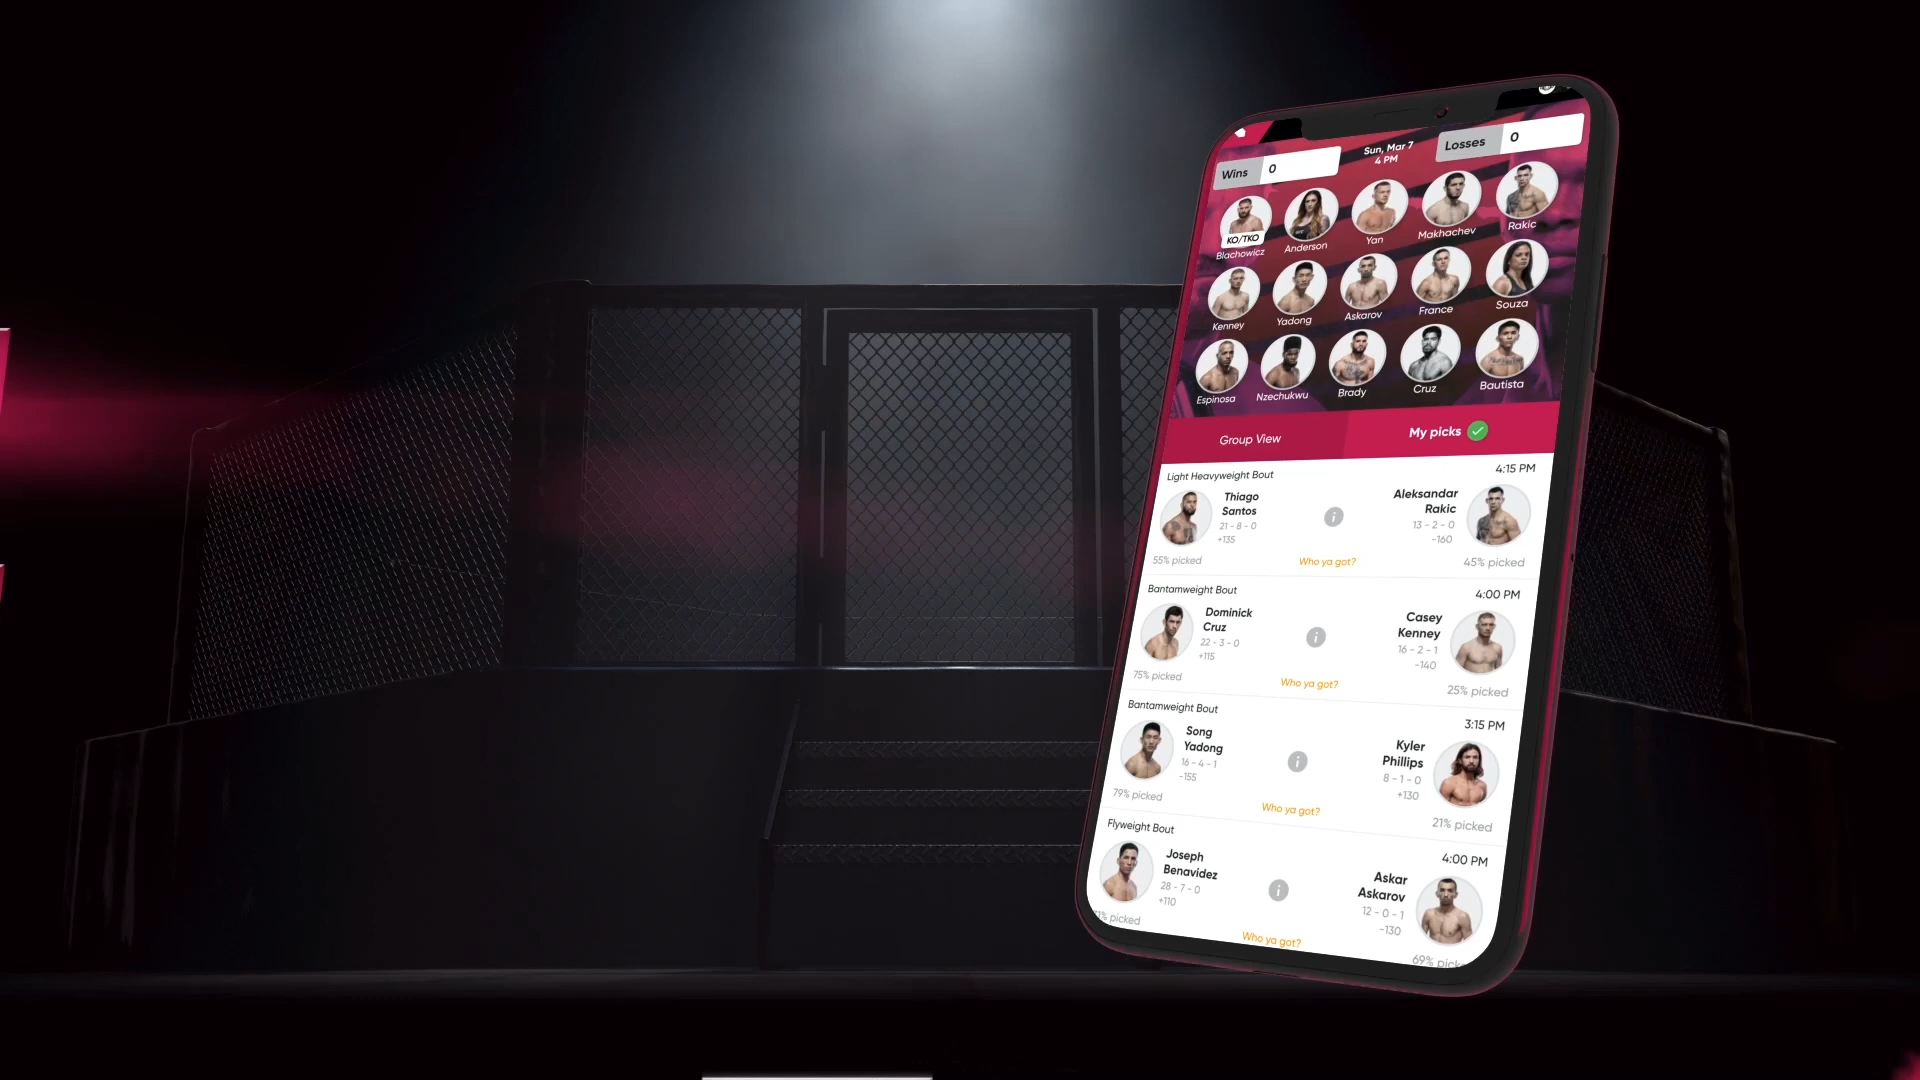 Wins 0
Sun, Mar 7
4 PM
Losses 0
KO/TKO
Blachowicz Anderson Yan Makhachev Rakic
Kenney Yadong Askarov France Souza
Espinosa Nzechukwu Brady Cruz Bautista
Group View My picks
Light Heavyweight Bout 4:15 PM
Thiago
Santos
21 - 8 - 0
+135
i
Aleksandar
Rakic
13 - 2 - 0
-160
55% picked Who ya got? 45% picked
Bantamweight Bout 4:00 PM
Dominick
Cruz
22 - 3 - 0
+115
i
Casey
Kenney
16 - 2 - 1
-140
75% picked Who ya got? 25% picked
Bantamweight Bout 3:15 PM
Song
Yadong
16 - 4 - 1
-155
i
Kyler
Phillips
8 - 1 - 0
+130
79% picked Who ya got? 21% picked
Flyweight Bout 4:00 PM
Joseph
Benavidez
28 - 7 - 0
+110
i
Askar
Askarov
12 - 0 - 1
-130
1% picked Who ya got? 69% pick